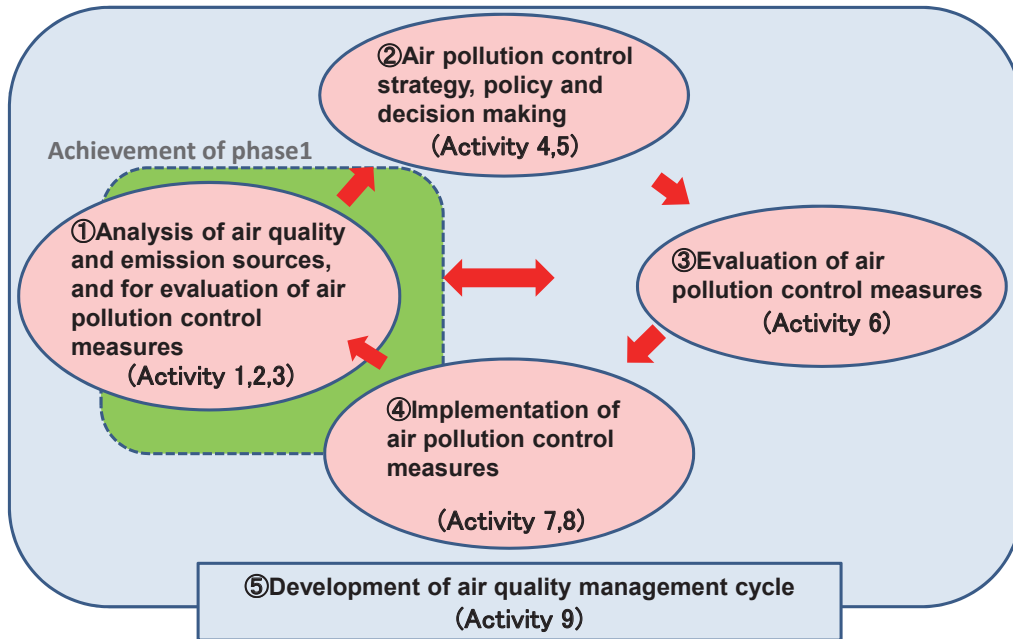 ②Air pollution control
strategy, policy and
decision making
(Activity 4,5)
Achievement of phase1
①Analysis of air quality
and emission sources,
and for evaluation of air
pollution control
measures
(Activity 1,2,3)
③Evaluation of air
pollution control measures
(Activity 6)
④Implementation of
air pollution control
measures
(Activity 7,8)
⑤Development of air quality management cycle
(Activity 9)